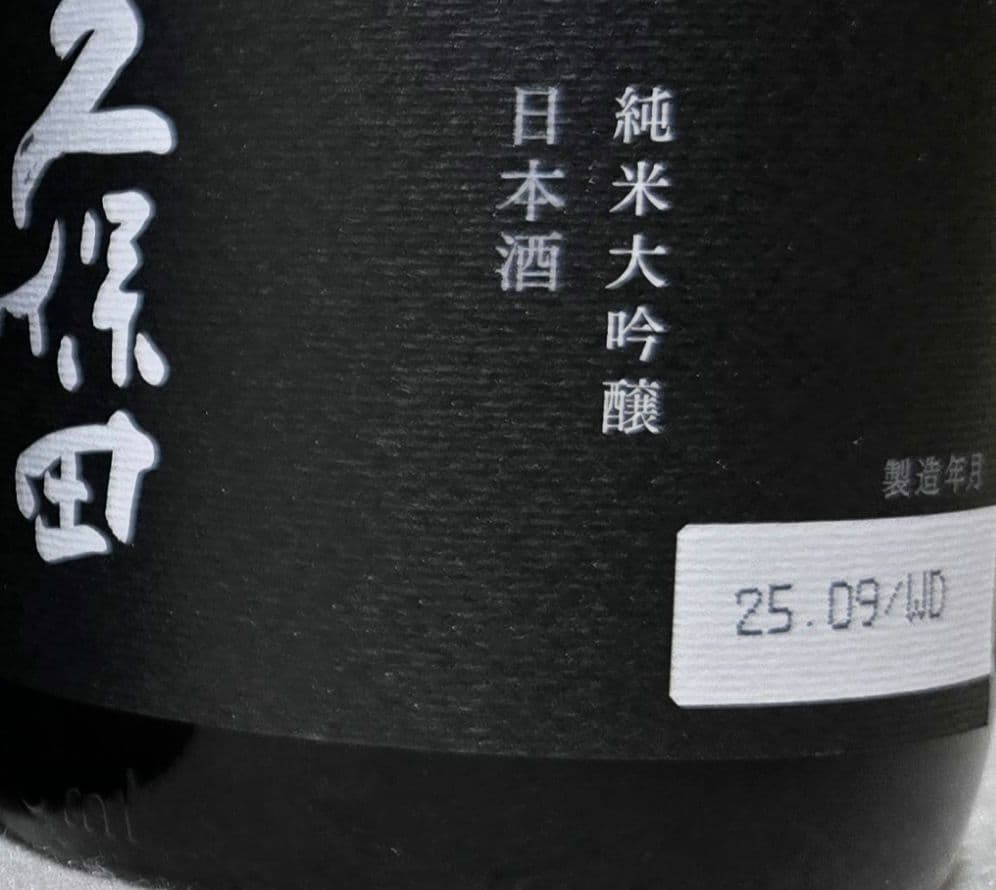 久保田
純米大吟醸
日本酒
製造年月
25.09/WD